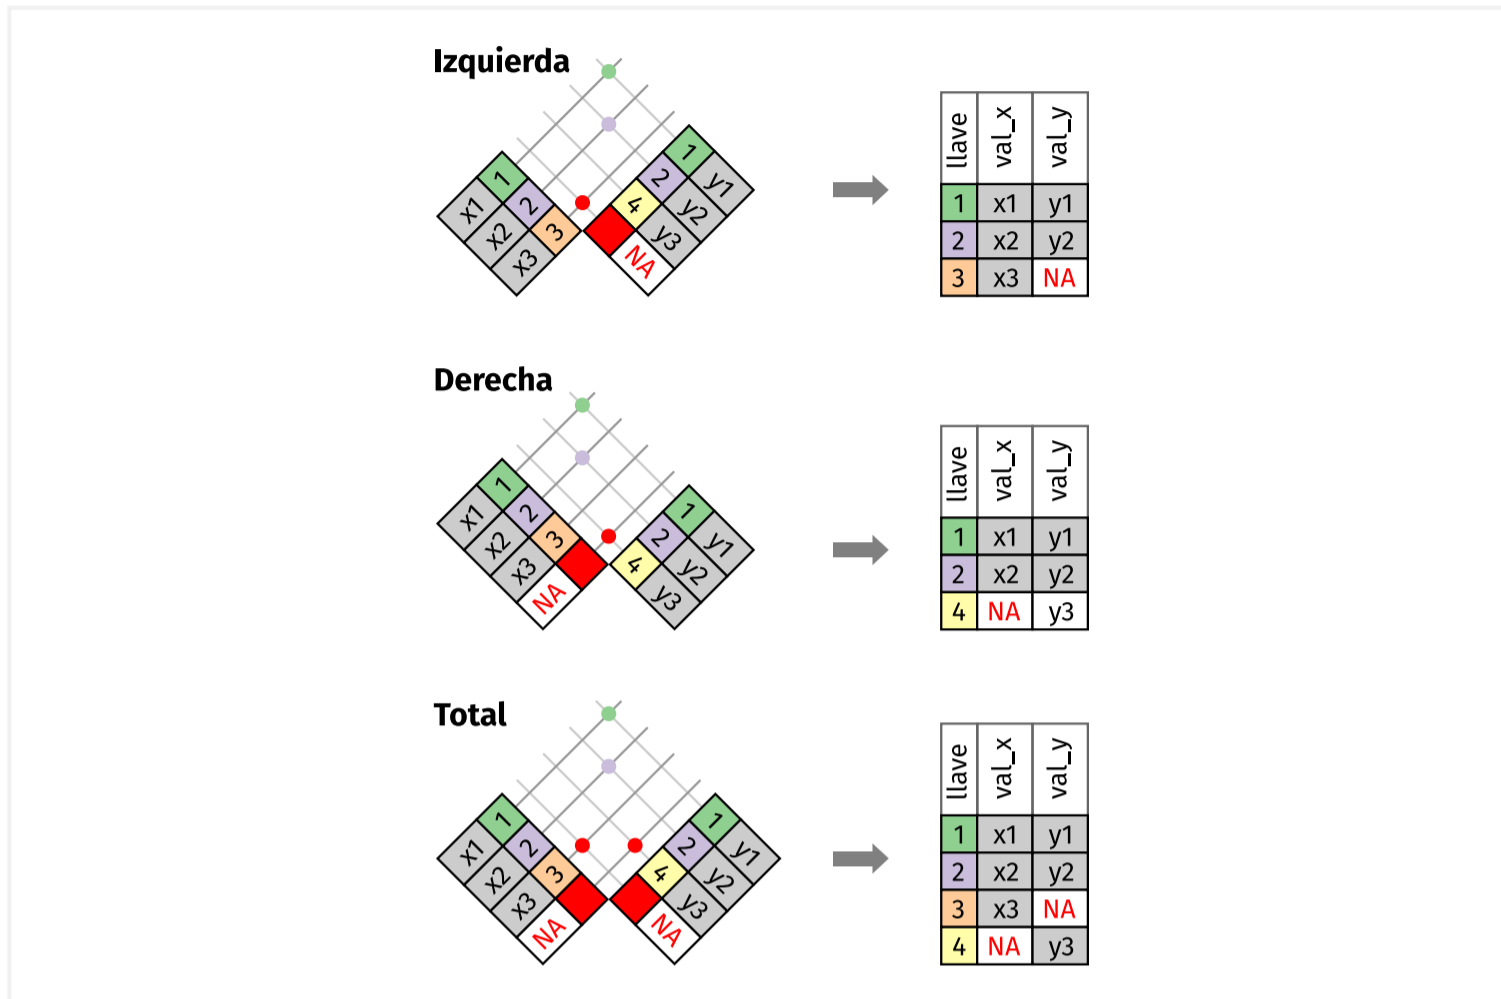 Izquierda
1 y1
2 y2
4 y3
NA
x1 1
x2 2
x3 3
llave val_x val_y
1 x1 y1
2 x2 y2
3 x3 NA
Derecha
x1 1
x2 2
x3 3
NA
1 y1
2 y2
4 y3
llave val_x val_y
1 x1 y1
2 x2 y2
4 NA y3
Total
x1 1
x2 2
x3 3
NA
1 y1
2 y2
4 y3
NA
llave val_x val_y
1 x1 y1
2 x2 y2
3 x3 NA
4 NA y3